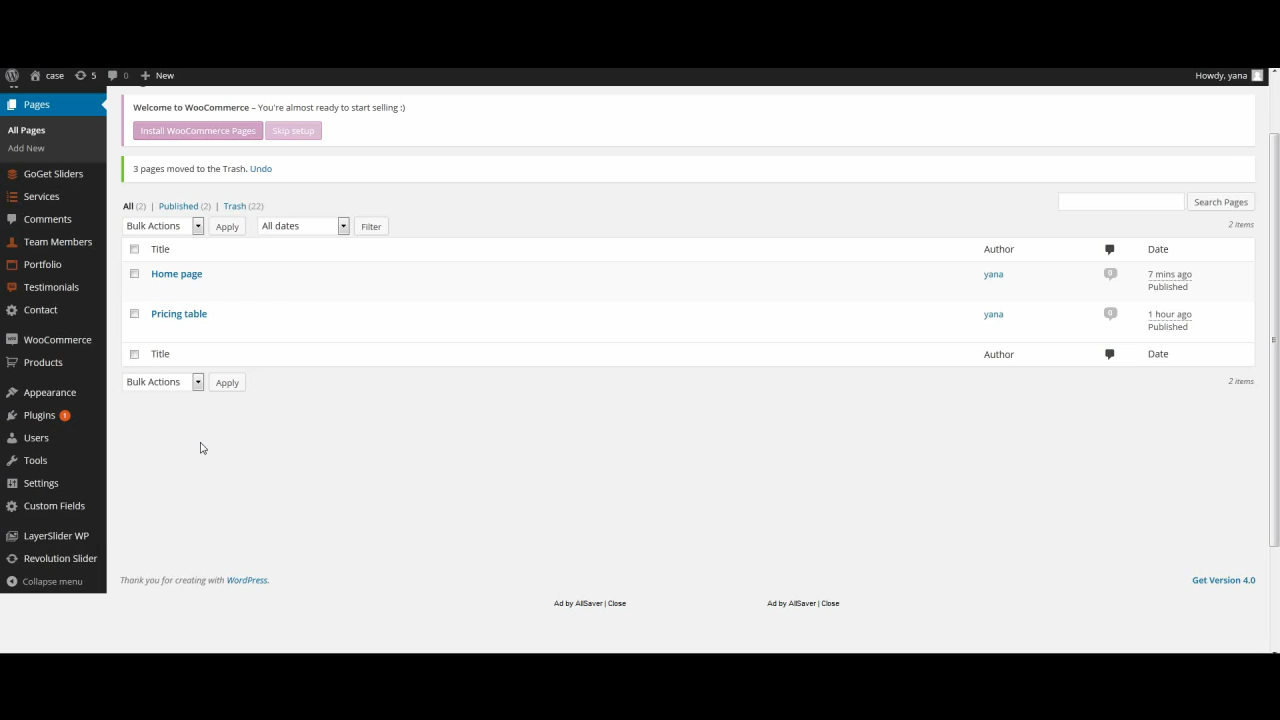 case 5 0 New Howdy, yana
Pages
All Pages
Add New
GoGet Sliders
Services
Comments
Team Members
Portfolio
Testimonials
Contact
WooCommerce
Products
Appearance
Plugins 1
Users
Tools
Settings
Custom Fields
LayerSlider WP
Revolution Slider
Collapse menu
Welcome to WooCommerce – You're almost ready to start selling :)
Install WooCommerce Pages Skip setup
3 pages moved to the Trash. Undo
All (2) | Published (2) | Trash (22)
Search Pages
Bulk Actions Apply All dates Filter
2 items
Title Author Date
Home page yana 0 7 mins ago
Published
Pricing table yana 0 1 hour ago
Published
Title Author Date
Bulk Actions Apply
2 items
Thank you for creating with WordPress. Get Version 4.0
Ad by AllSaver | Close Ad by AllSaver | Close